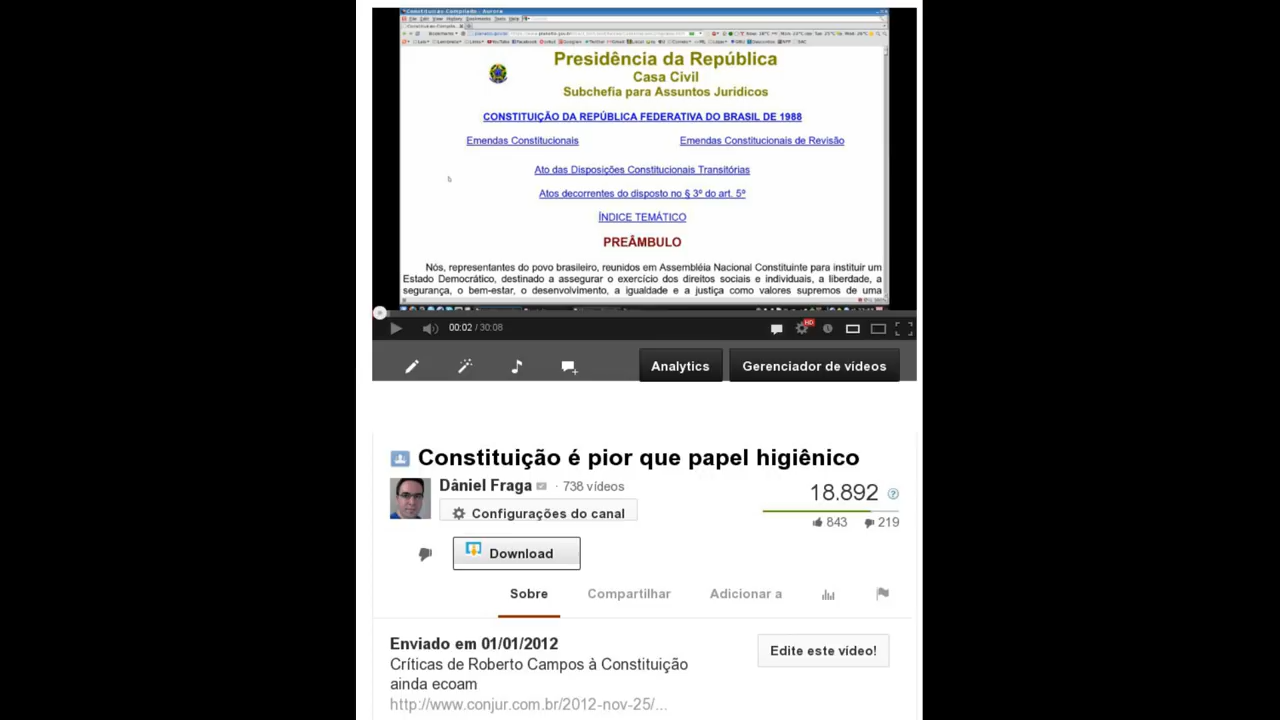 Constituicao Compilado - Aurora
Presidência da República
Casa Civil
Subchefia para Assuntos Jurídicos
CONSTITUIÇÃO DA REPÚBLICA FEDERATIVA DO BRASIL DE 1988
Emendas Constitucionais Emendas Constitucionais de Revisão
Ato das Disposições Constitucionais Transitórias
Atos decorrentes do disposto no § 3º do art. 5º
ÍNDICE TEMÁTICO
PREÂMBULO
Nós, representantes do povo brasileiro, reunidos em Assembléia Nacional Constituinte para instituir um
Estado Democrático, destinado a assegurar o exercício dos direitos sociais e individuais, a liberdade, a
segurança, o bem-estar, o desenvolvimento, a igualdade e a justiça como valores supremos de uma
00:02 / 30:08 HD
Analytics Gerenciador de vídeos
Constituição é pior que papel higiênico
Dâniel Fraga · 738 vídeos
18.892
Configurações do canal
843 219
Download
Sobre Compartilhar Adicionar a
Enviado em 01/01/2012
Edite este vídeo!
Críticas de Roberto Campos à Constituição
ainda ecoam
http://www.conjur.com.br/2012-nov-25/...